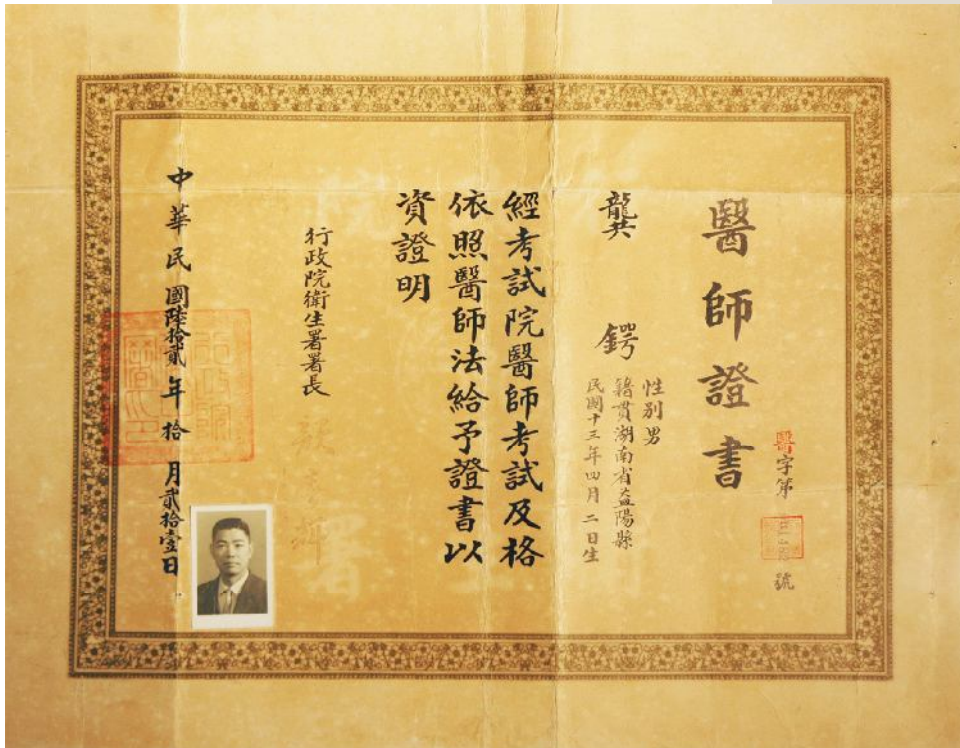 醫師證書
醫字第
號
龔 鍔
性別男
籍貫湖南省益陽縣
民國十三年四月二日生
經考試院醫師考試及格
依照醫師法給予證書以
資證明
行政院衛生署署長
中華民國陸拾貳年拾月貳拾壹日